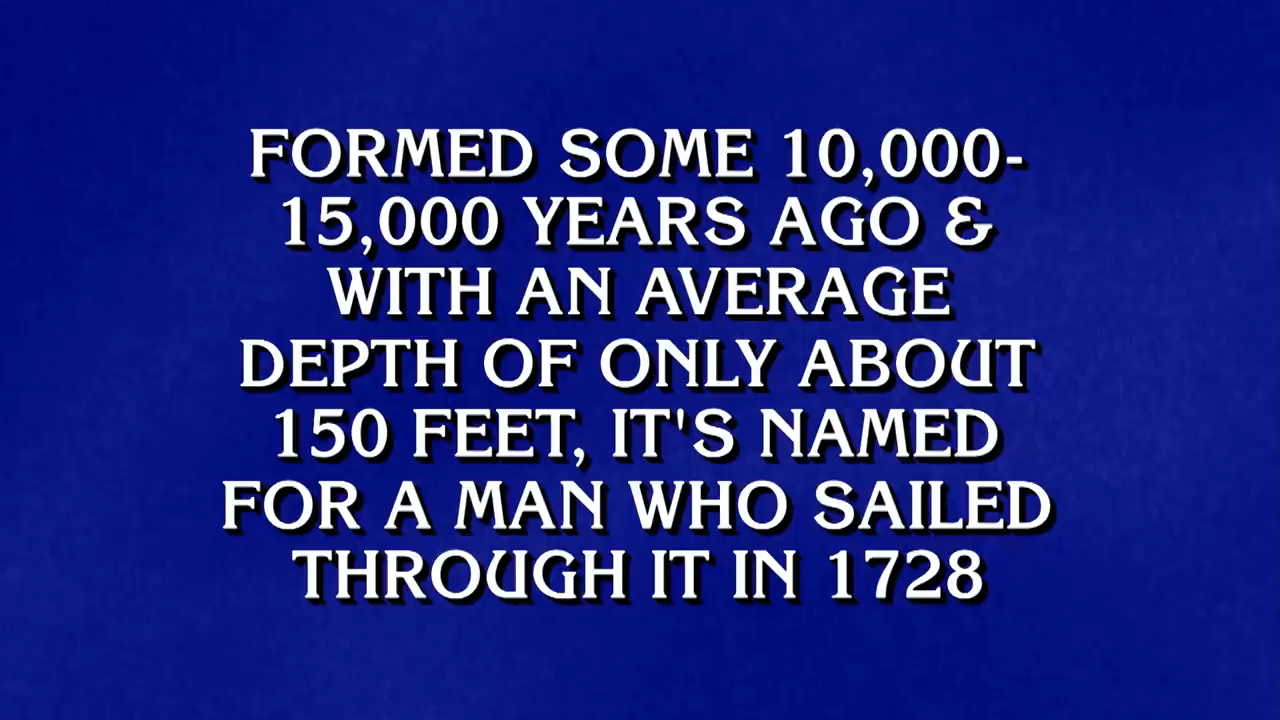 FORMED SOME 10,000-
15,000 YEARS AGO &
WITH AN AVERAGE
DEPTH OF ONLY ABOUT
150 FEET, IT'S NAMED
FOR A MAN WHO SAILED
THROUGH IT IN 1728